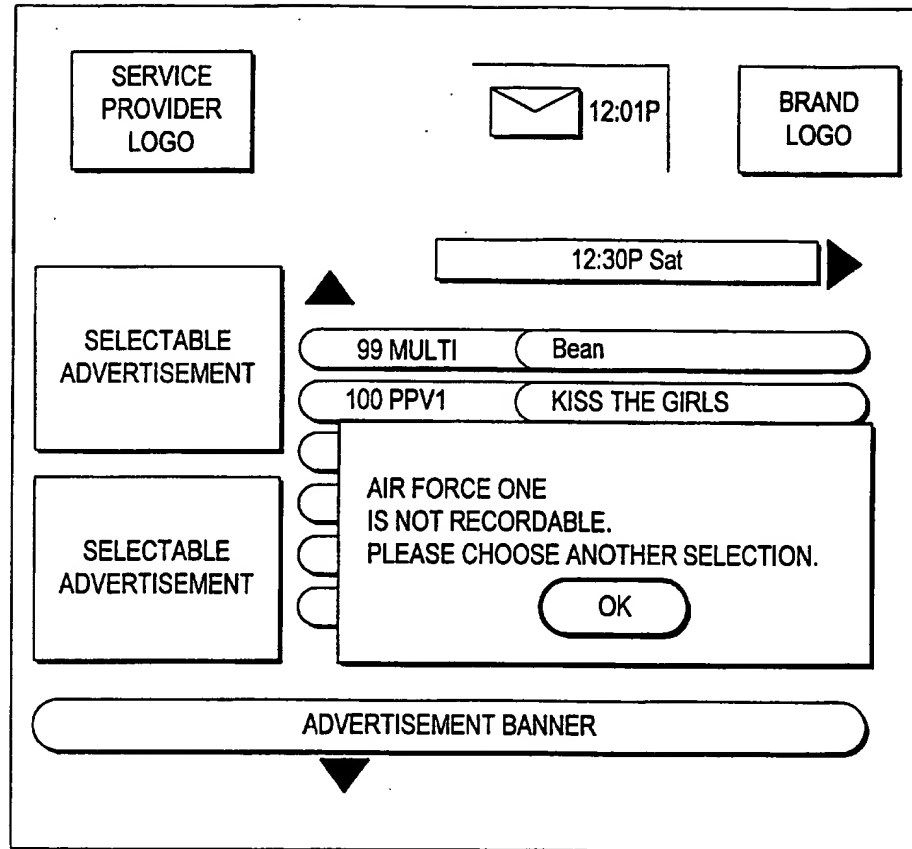 SERVICE
PROVIDER
LOGO
12:01P
BRAND
LOGO
12:30P Sat
SELECTABLE
ADVERTISEMENT
99 MULTI
Bean
100 PPV1
KISS THE GIRLS
AIR FORCE ONE
IS NOT RECORDABLE.
PLEASE CHOOSE ANOTHER SELECTION.
OK
SELECTABLE
ADVERTISEMENT
ADVERTISEMENT BANNER